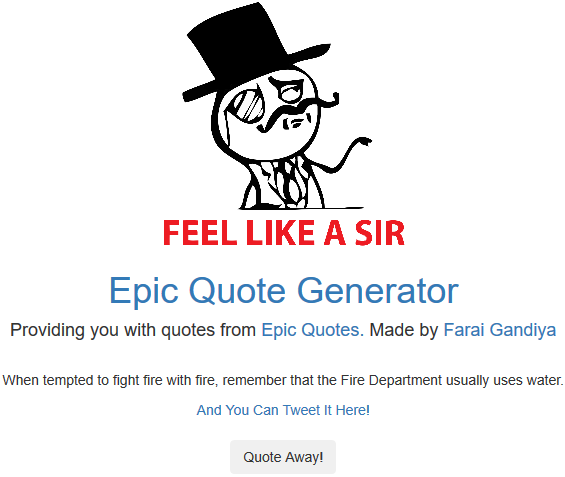 FEEL LIKE A SIR
Epic Quote Generator
Providing you with quotes from Epic Quotes. Made by Farai Gandiya
When tempted to fight fire with fire, remember that the Fire Department usually uses water.
And You Can Tweet It Here!
Quote Away!